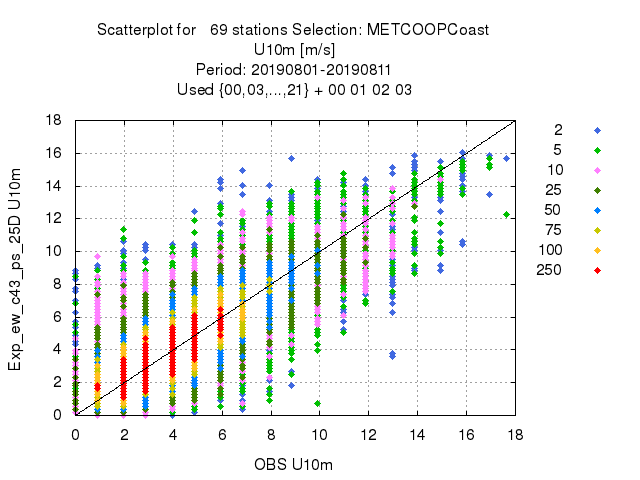 Scatterplot for 69 stations Selection: METCOOPCoast
U10m [m/s]
Period: 20190801-20190811
Used {00,03,...,21} + 00 01 02 03
18
16
14
12
10
8
6
4
2
0
Exp_ew_c43_ps_25D U10m
0 2 4 6 8 10 12 14 16 18
OBS U10m
2
5
10
25
50
75
100
250